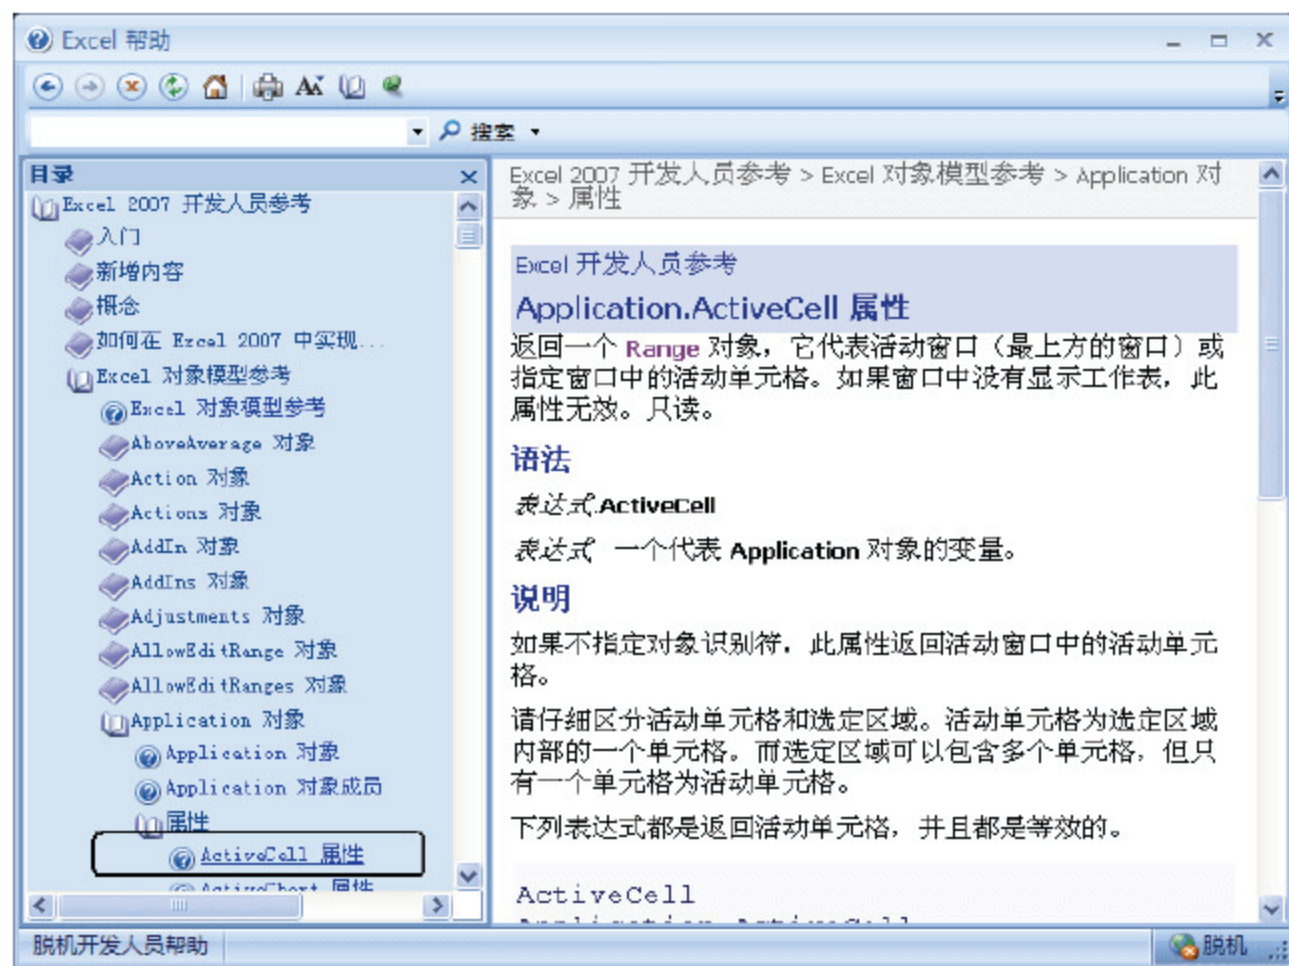 Excel 帮助
搜索
目录
Excel 2007 开发人员参考
入门
新增内容
概念
如何在 Excel 2007 中实现...
Excel 对象模型参考
Excel 对象模型参考
AboveAverage 对象
Action 对象
Actions 对象
AddIn 对象
AddIns 对象
Adjustments 对象
AllowEditRange 对象
AllowEditRanges 对象
Application 对象
Application 对象
Application 对象成员
属性
ActiveCell 属性
ActiveChart 属性
Excel 2007 开发人员参考 > Excel 对象模型参考 > Application 对
象 > 属性
Excel 开发人员参考
Application.ActiveCell 属性
返回一个 Range 对象，它代表活动窗口（最上方的窗口）或
指定窗口中的活动单元格。如果窗口中没有显示工作表，此
属性无效。只读。
语法
表达式.ActiveCell
表达式 一个代表 Application 对象的变量。
说明
如果不指定对象识别符，此属性返回活动窗口中的活动单元
格。
请仔细区分活动单元格和选定区域。活动单元格为选定区域
内部的一个单元格。而选定区域可以包含多个单元格，但只
有一个单元格为活动单元格。
下列表达式都是返回活动单元格，并且都是等效的。
ActiveCell
Application.ActiveCell
脱机开发人员帮助
脱机